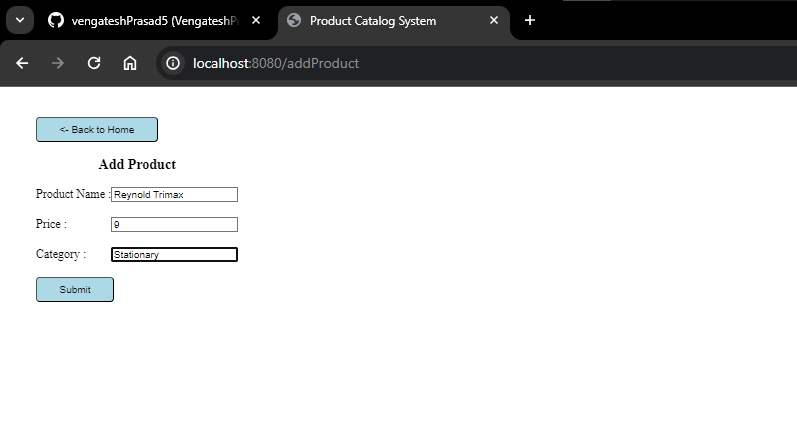 vengateshPrasad5 (VengateshPr
Product Catalog System
localhost:8080/addProduct
<- Back to Home
Add Product
Product Name : Reynold Trimax
Price : 9
Category : Stationary
Submit